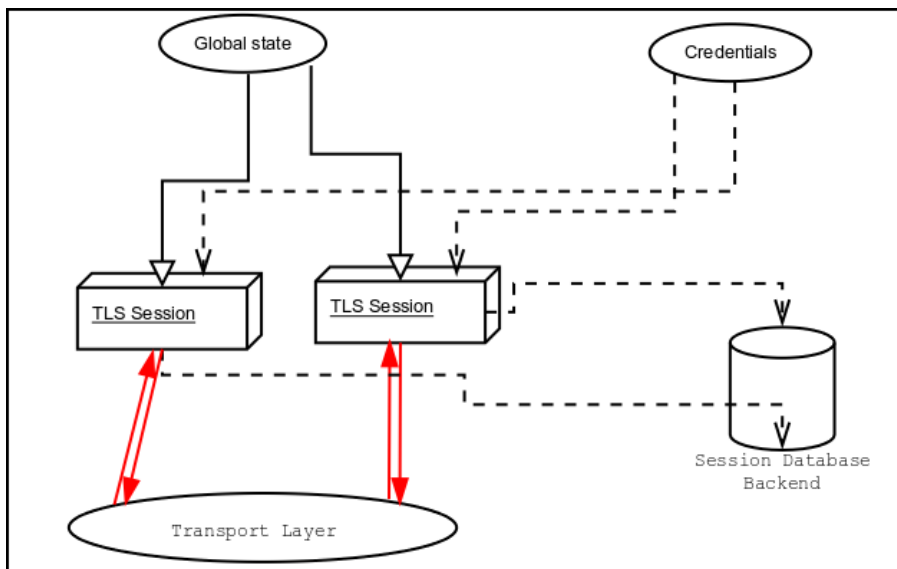 Global state
Credentials
TLS Session
TLS Session
Session Database
Backend
Transport Layer